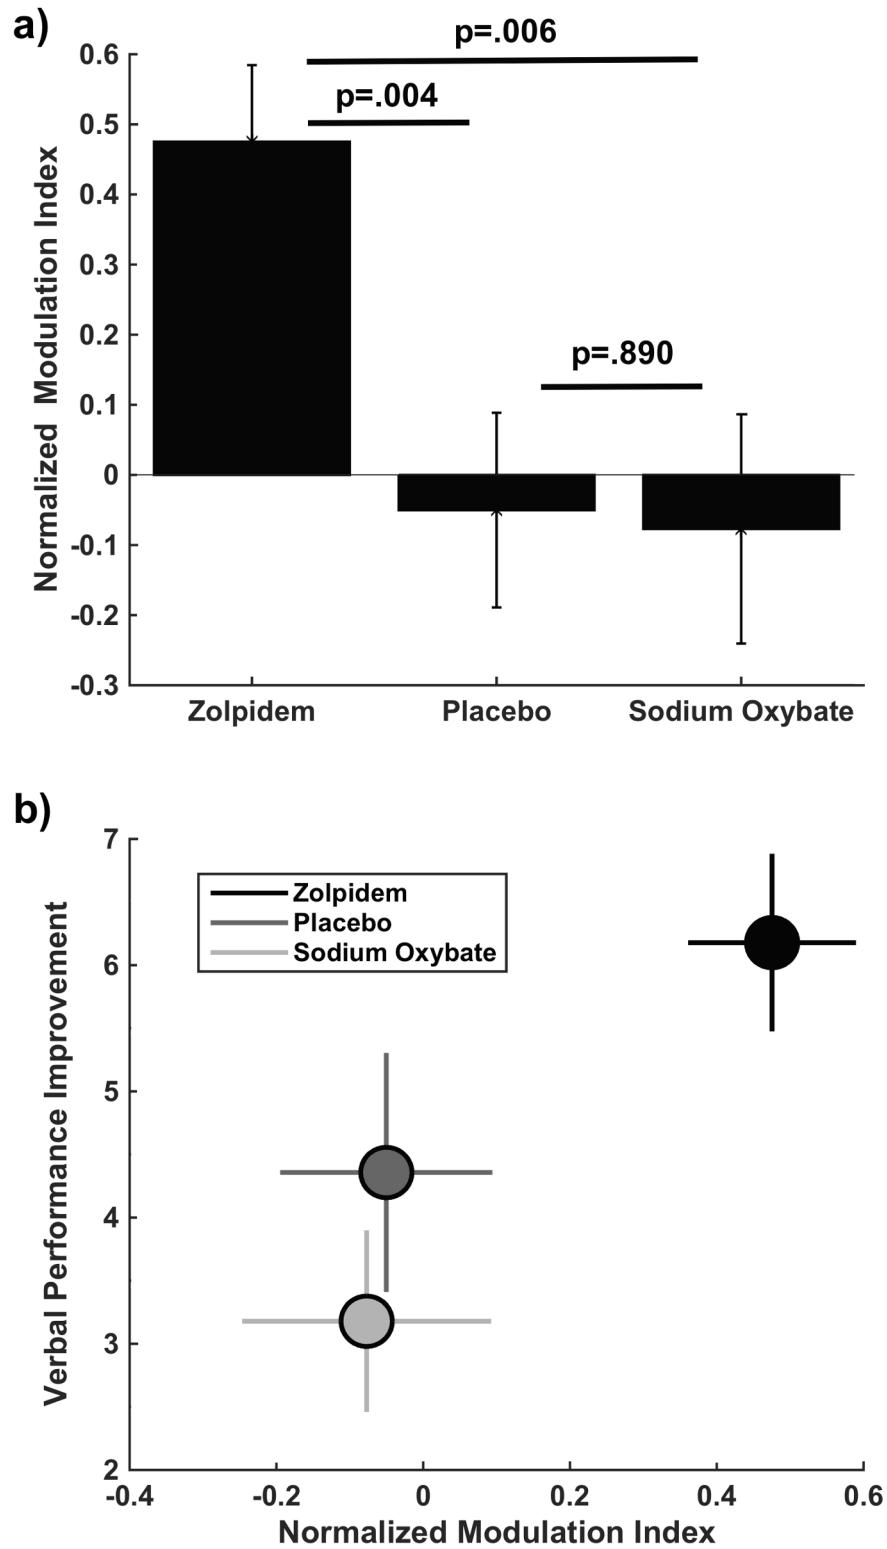 a)
p=.006
p=.004
p=.890
Normalized Modulation Index
0.6
0.5
0.4
0.3
0.2
0.1
0
-0.1
-0.2
-0.3
Zolpidem Placebo Sodium Oxybate
b)
Zolpidem
Placebo
Sodium Oxybate
Verbal Performance Improvement
7
6
5
4
3
2
-0.4 -0.2 0 0.2 0.4 0.6
Normalized Modulation Index